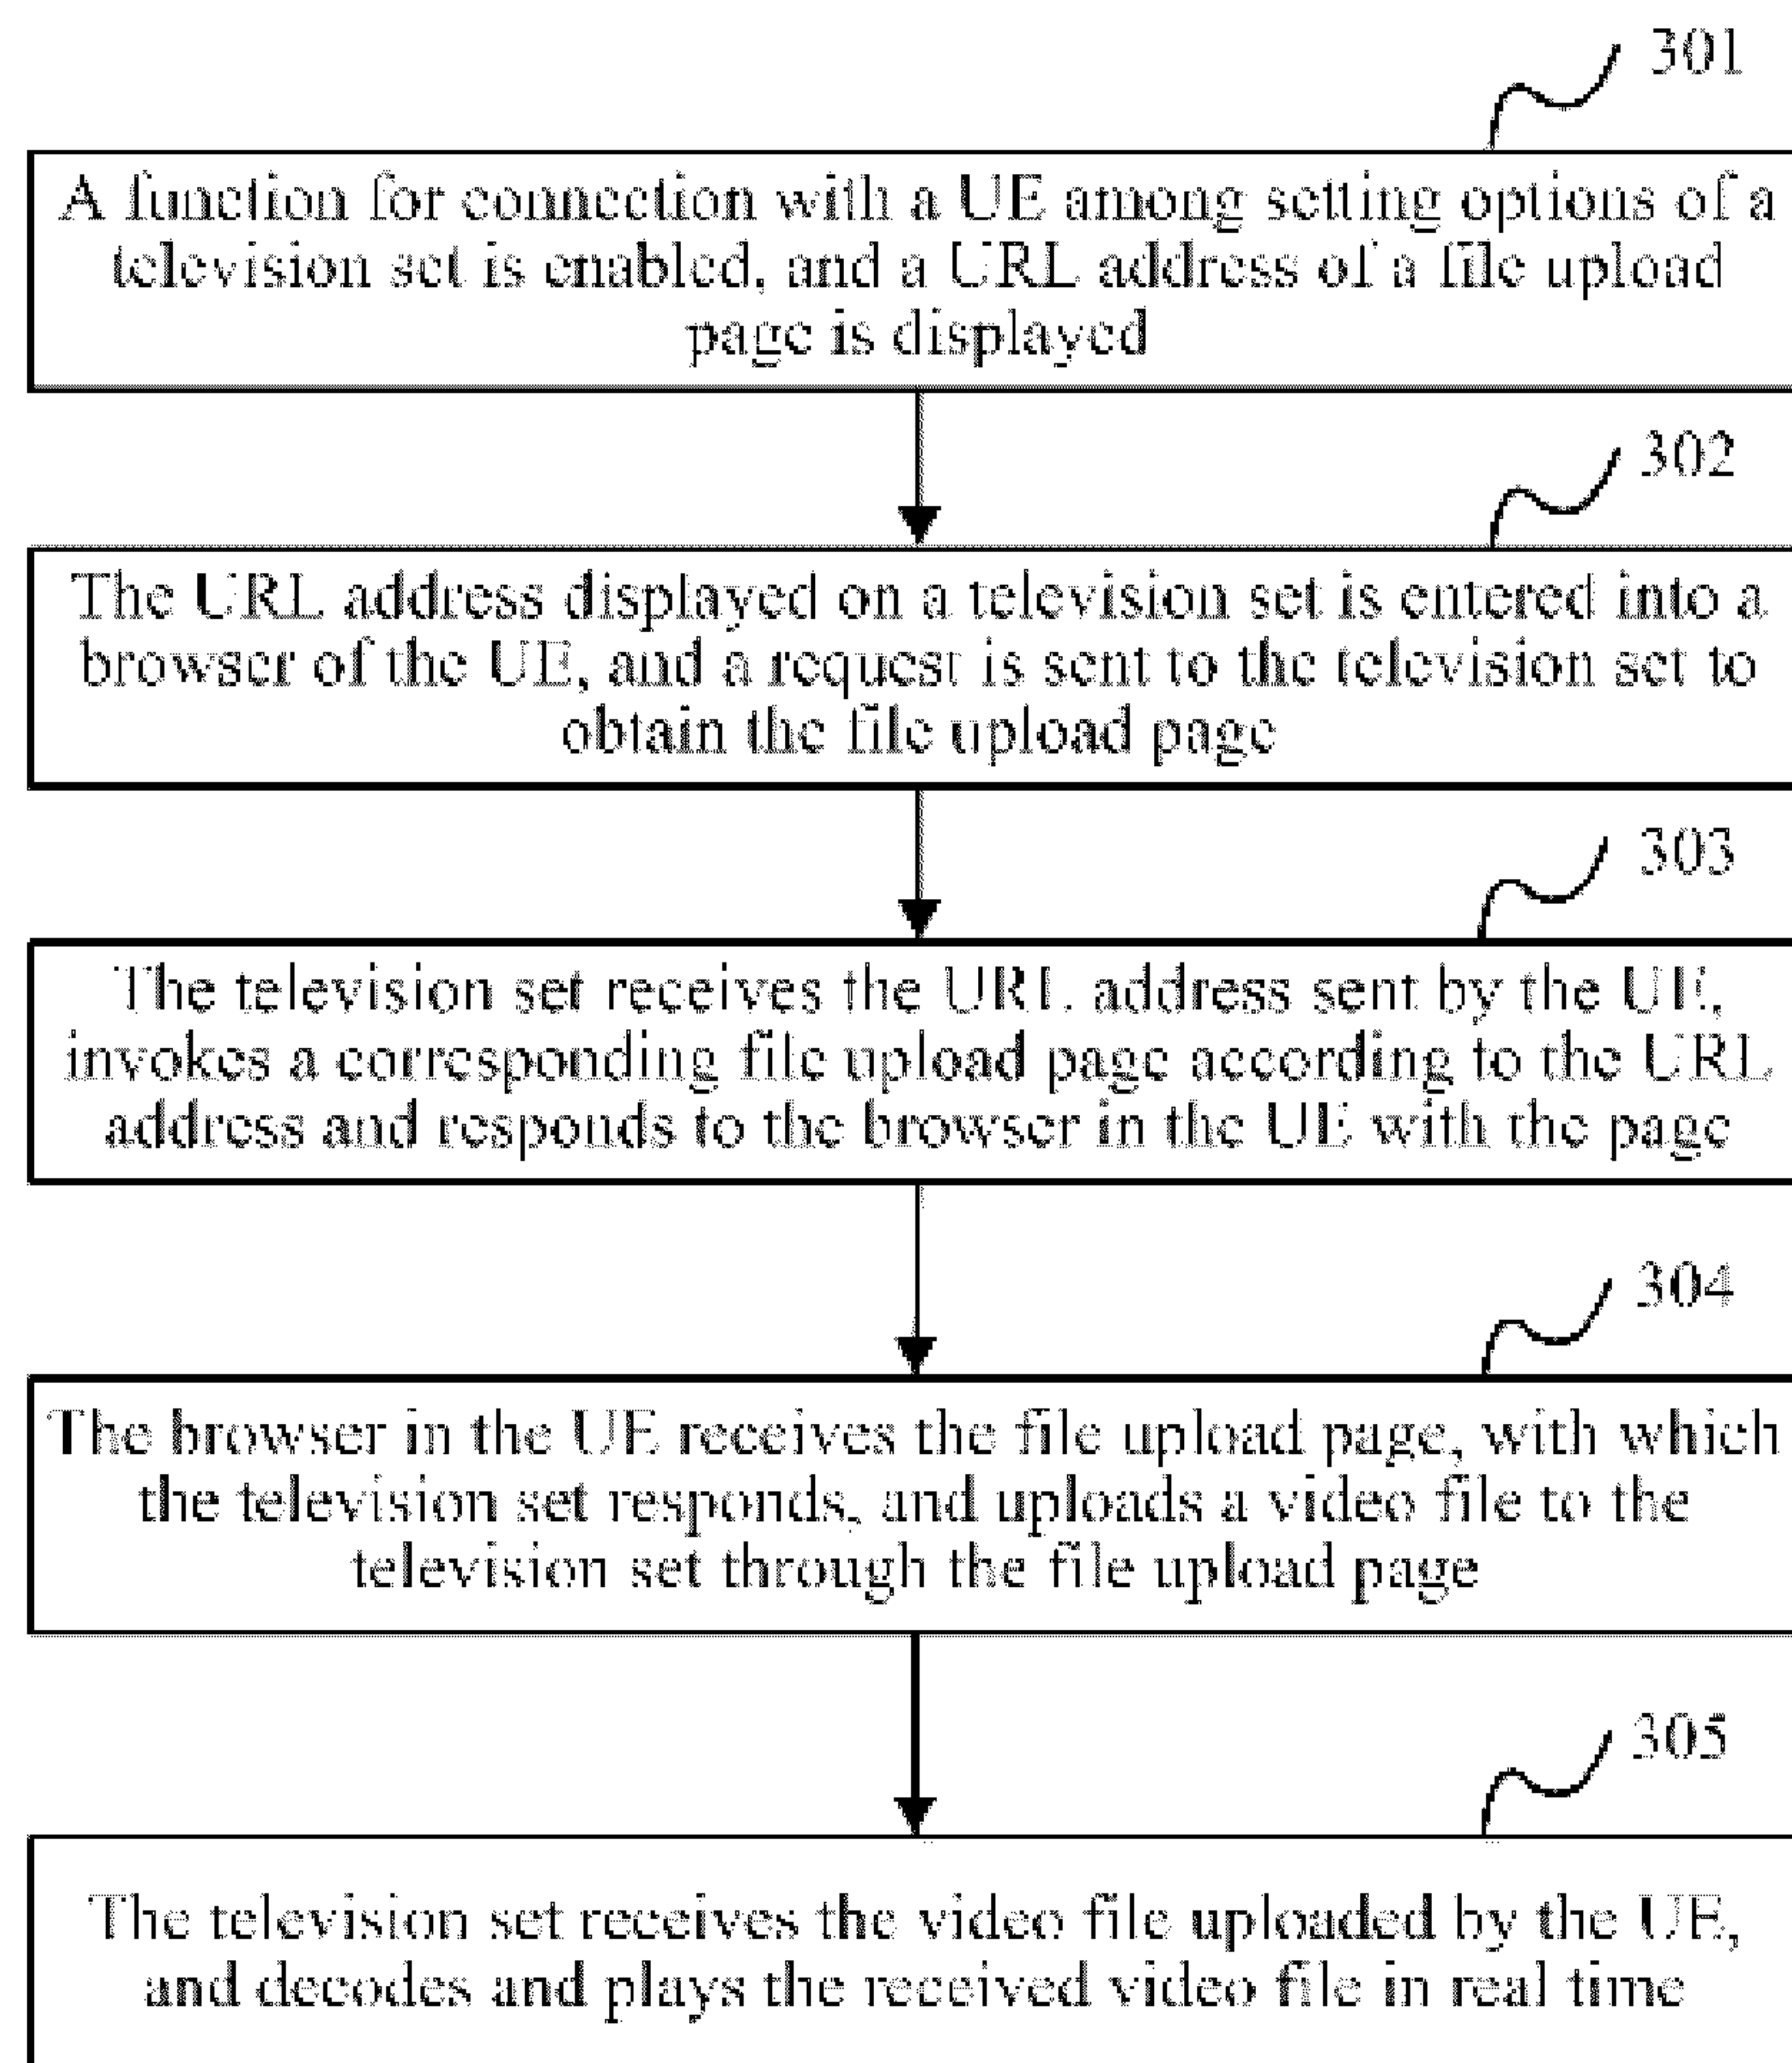 301
A function for connection with a UE among setting options of a
television set is enabled, and a URL address of a file upload
page is displayed
302
The URL address displayed on a television set is entered into a
browser of the UE, and a request is sent to the television set to
obtain the file upload page
303
The television set receives the URL address sent by the UE,
invokes a corresponding file upload page according to the URL
address and responds to the browser in the UE with the page
304
The browser in the UE receives the file upload page, with which
the television set responds, and uploads a video file to the
television set through the file upload page
305
The television set receives the video file uploaded by the UE,
and decodes and plays the received video file in real time